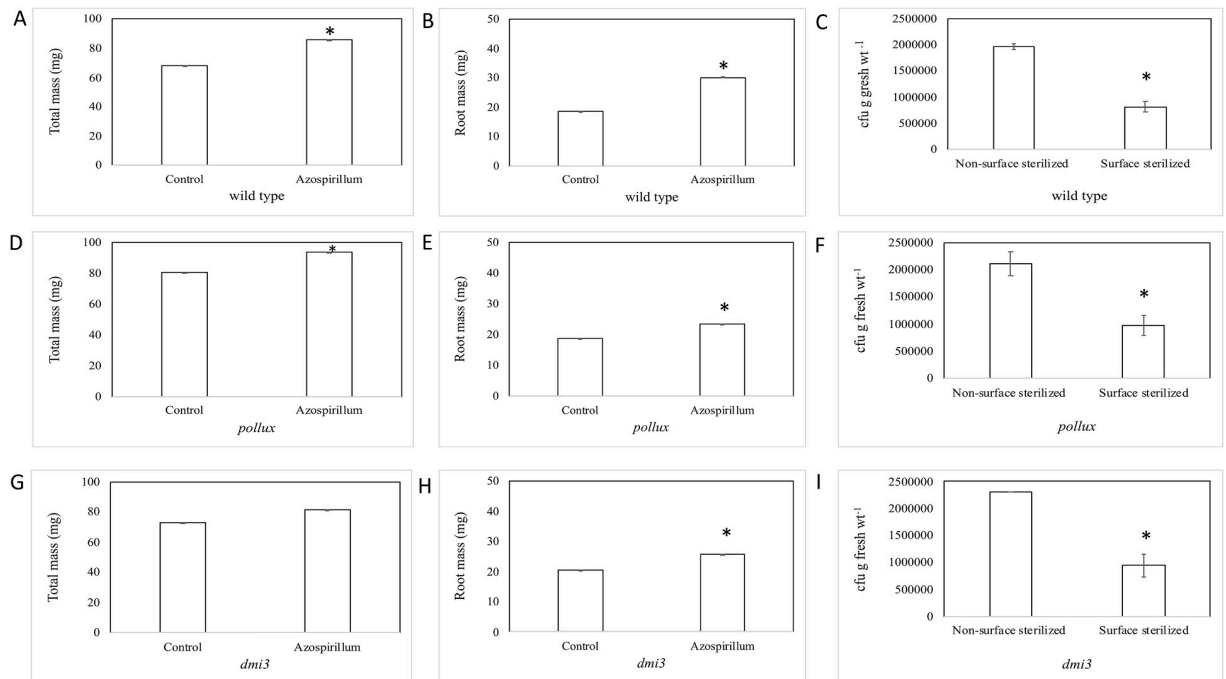 A
Total mass (mg)
100
80
60
40
20
0
*
Control
Azospirillum
wild type
B
Root mass (mg)
50
40
30
20
10
0
*
Control
Azospirillum
wild type
C
cfu g gresh wt -1
2500000
2000000
1500000
1000000
500000
0
*
Non-surface sterilized
Surface sterilized
wild type
D
Total mass (mg)
100
80
60
40
20
0
*
Control
Azospirillum
pollux
E
Root mass (mg)
50
40
30
20
10
0
*
Control
Azospirillum
pollux
F
cfu g fresh wt-1
2500000
2000000
1500000
1000000
500000
0
*
Non-surface sterilized
Surface sterilized
pollux
G
Total mass (mg)
100
80
60
40
20
0
Control
Azospirillum
dmi3
H
Root mass (mg)
50
40
30
20
10
0
*
Control
Azospirillum
dmi3
I
cfu g fresh wt-1
2500000
2000000
1500000
1000000
500000
0
*
Non-surface sterilized
Surface sterilized
dmi3